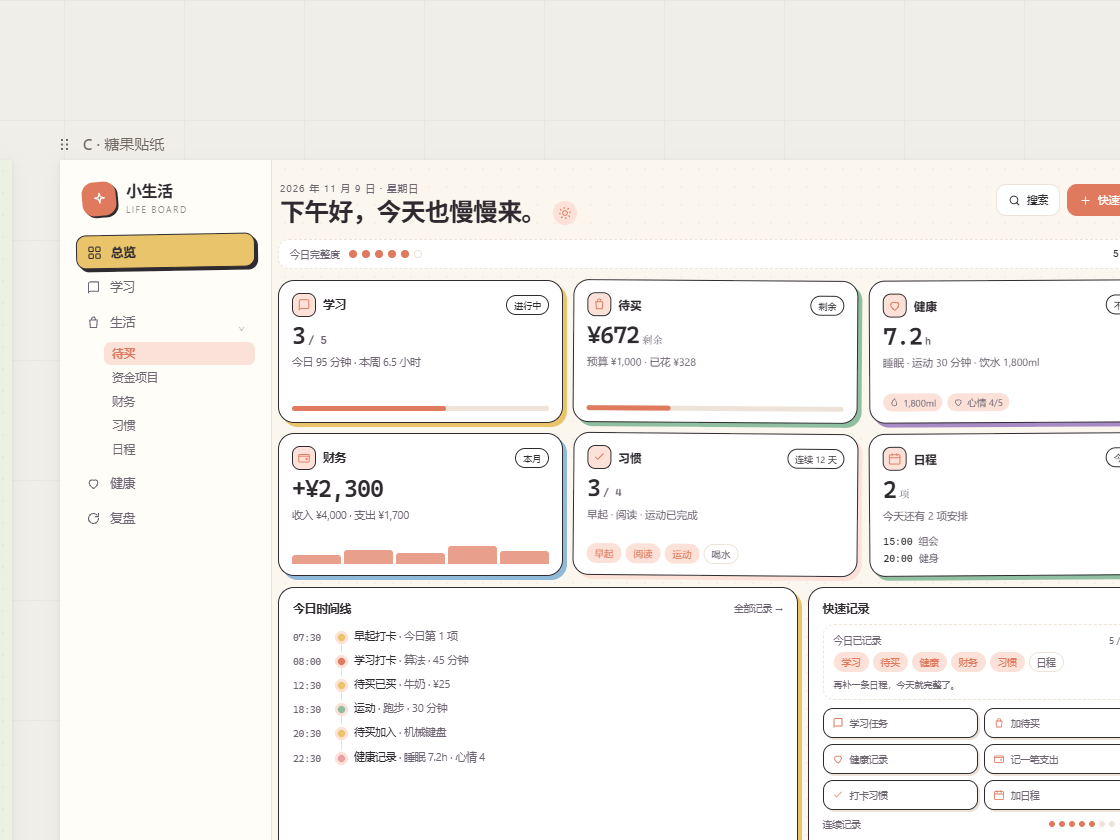 C · 糖果贴纸
小生活
LIFE BOARD
总览
学习
生活
待买
资金项目
财务
习惯
日程
健康
复盘
2026 年 11 月 9 日 · 星期日
下午好，今天也慢慢来。
搜索
快速
今日完整度
5
学习
进行中
3 / 5
今日 95 分钟 · 本周 6.5 小时
待买
剩余
¥672 剩余
预算 ¥1,000 · 已花 ¥328
健康
7.2 h
睡眠 · 运动 30 分钟 · 饮水 1,800ml
1,800ml
心情 4/5
财务
本月
+¥2,300
收入 ¥4,000 · 支出 ¥1,700
习惯
连续 12 天
3 / 4
早起 · 阅读 · 运动已完成
早起
阅读
运动
喝水
日程
2 项
今天还有 2 项安排
15:00 组会
20:00 健身
今日时间线
全部记录 →
07:30 早起打卡 · 今日第 1 项
08:00 学习打卡 · 算法 · 45 分钟
12:30 待买已买 · 牛奶 · ¥25
18:30 运动 · 跑步 · 30 分钟
20:30 待买加入 · 机械键盘
22:30 健康记录 · 睡眠 7.2h · 心情 4
快速记录
今日已记录
5 /
学习
待买
健康
财务
习惯
日程
再补一条日程，今天就完整了。
学习任务
加待买
健康记录
记一笔支出
打卡习惯
加日程
连续记录